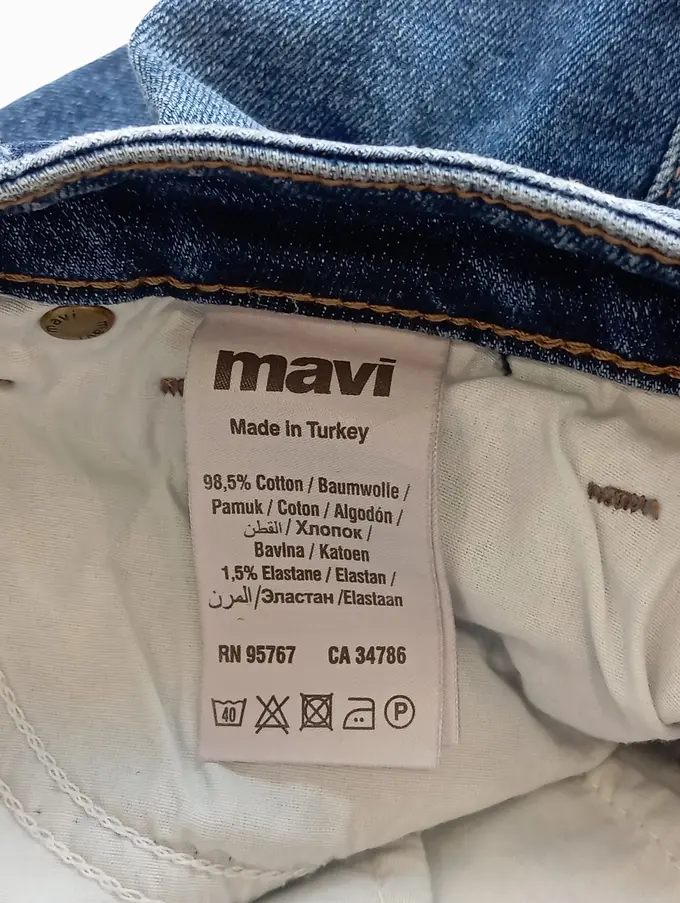 mavi
mavi
Made in Turkey
98,5% Cotton / Baumwolle /
Pamuk / Coton / Algodón /
القطن / Хлопок /
Bavlna / Katoen
1,5% Elastane / Elastan /
المرن/Эластан /Elastaan
RN 95767 CA 34786
40 P